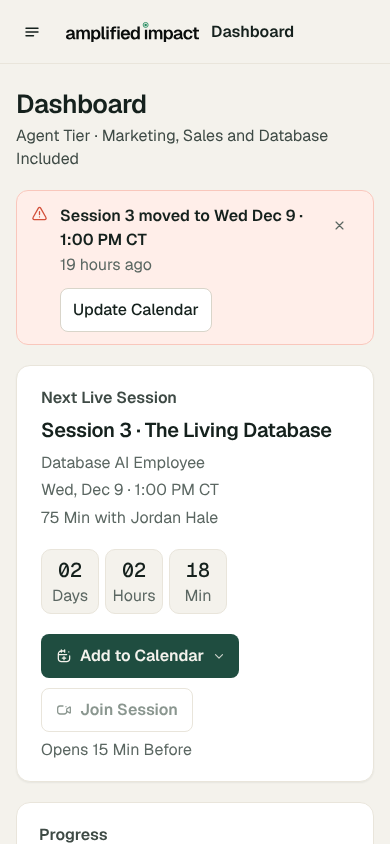 amplified impact Dashboard
Dashboard
Agent Tier · Marketing, Sales and Database
Included
Session 3 moved to Wed Dec 9 ·
1:00 PM CT
19 hours ago
Update Calendar
Next Live Session
Session 3 · The Living Database
Database AI Employee
Wed, Dec 9 · 1:00 PM CT
75 Min with Jordan Hale
02 02 18
Days Hours Min
Add to Calendar
Join Session
Opens 15 Min Before
Progress